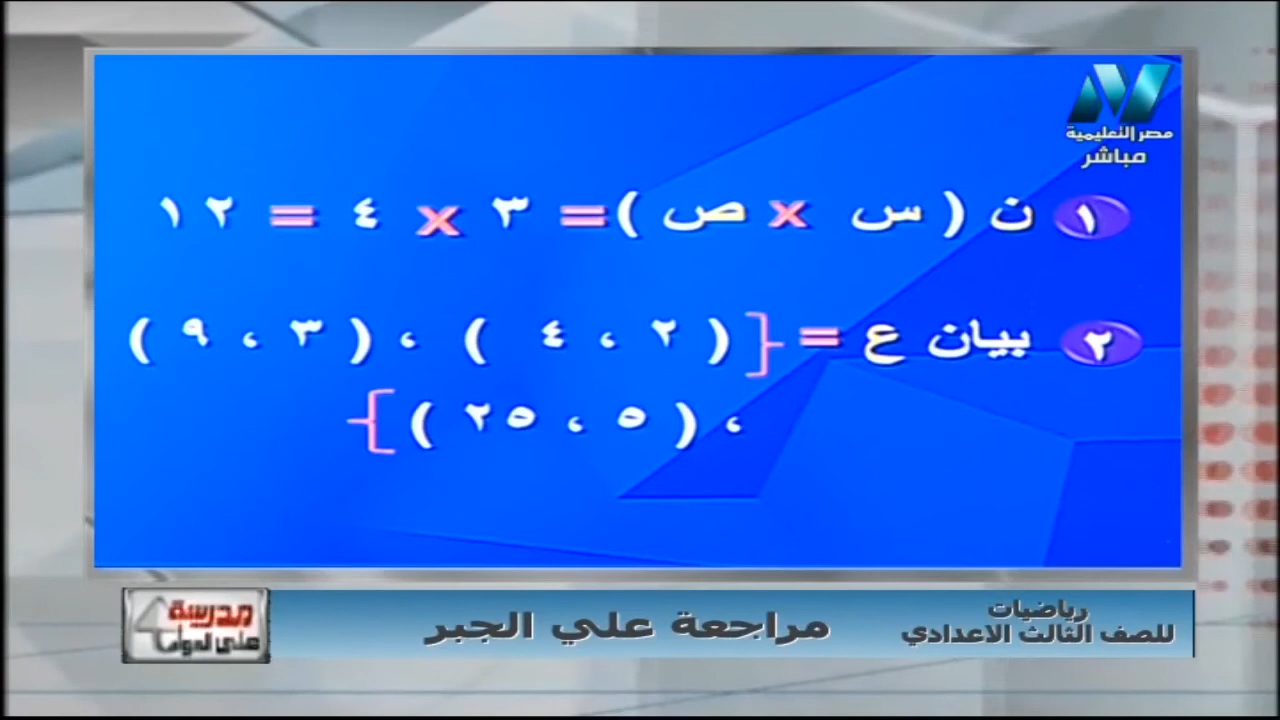 مصر التعليمية
مباشر
١ ن ( س × ص ) = ٣ × ٤ = ١٢
٢ بيان ع = { ( ٢ ، ٤ ) ، ( ٣ ، ٩ )
، ( ٥ ، ٢٥ ) }
رياضيات
للصف الثالث الاعدادي
مراجعة علي الجبر
مدرسة
على الهواء